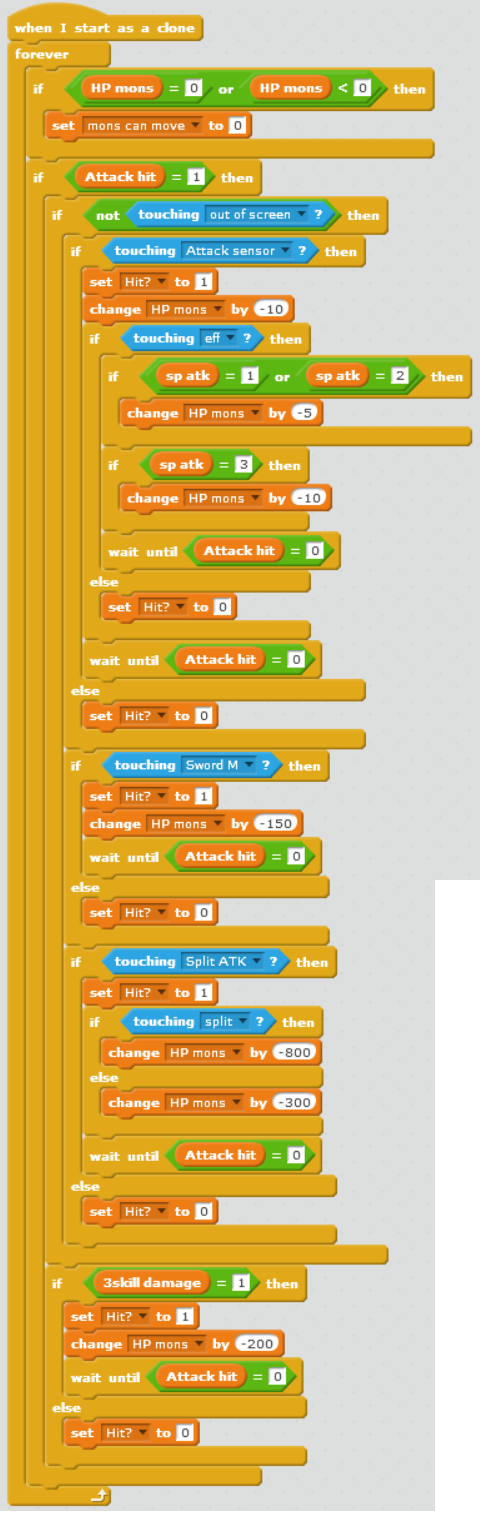 when I start as a clone
forever
if HP mons = 0 or HP mons < 0 then
set mons can move to 0
if Attack hit = 1 then
if not touching out of screen ? then
if touching Attack sensor ? then
set Hit? to 1
change HP mons by -10
if touching eff ? then
if sp atk = 1 or sp atk = 2 then
change HP mons by -5
if sp atk = 3 then
change HP mons by -10
wait until Attack hit = 0
else
set Hit? to 0
wait until Attack hit = 0
else
set Hit? to 0
if touching Sword M ? then
set Hit? to 1
change HP mons by -150
wait until Attack hit = 0
else
set Hit? to 0
if touching Split ATK ? then
set Hit? to 1
if touching split ? then
change HP mons by -800
else
change HP mons by -300
wait until Attack hit = 0
else
set Hit? to 0
if 3skill damage = 1 then
set Hit? to 1
change HP mons by -200
wait until Attack hit = 0
else
set Hit? to 0